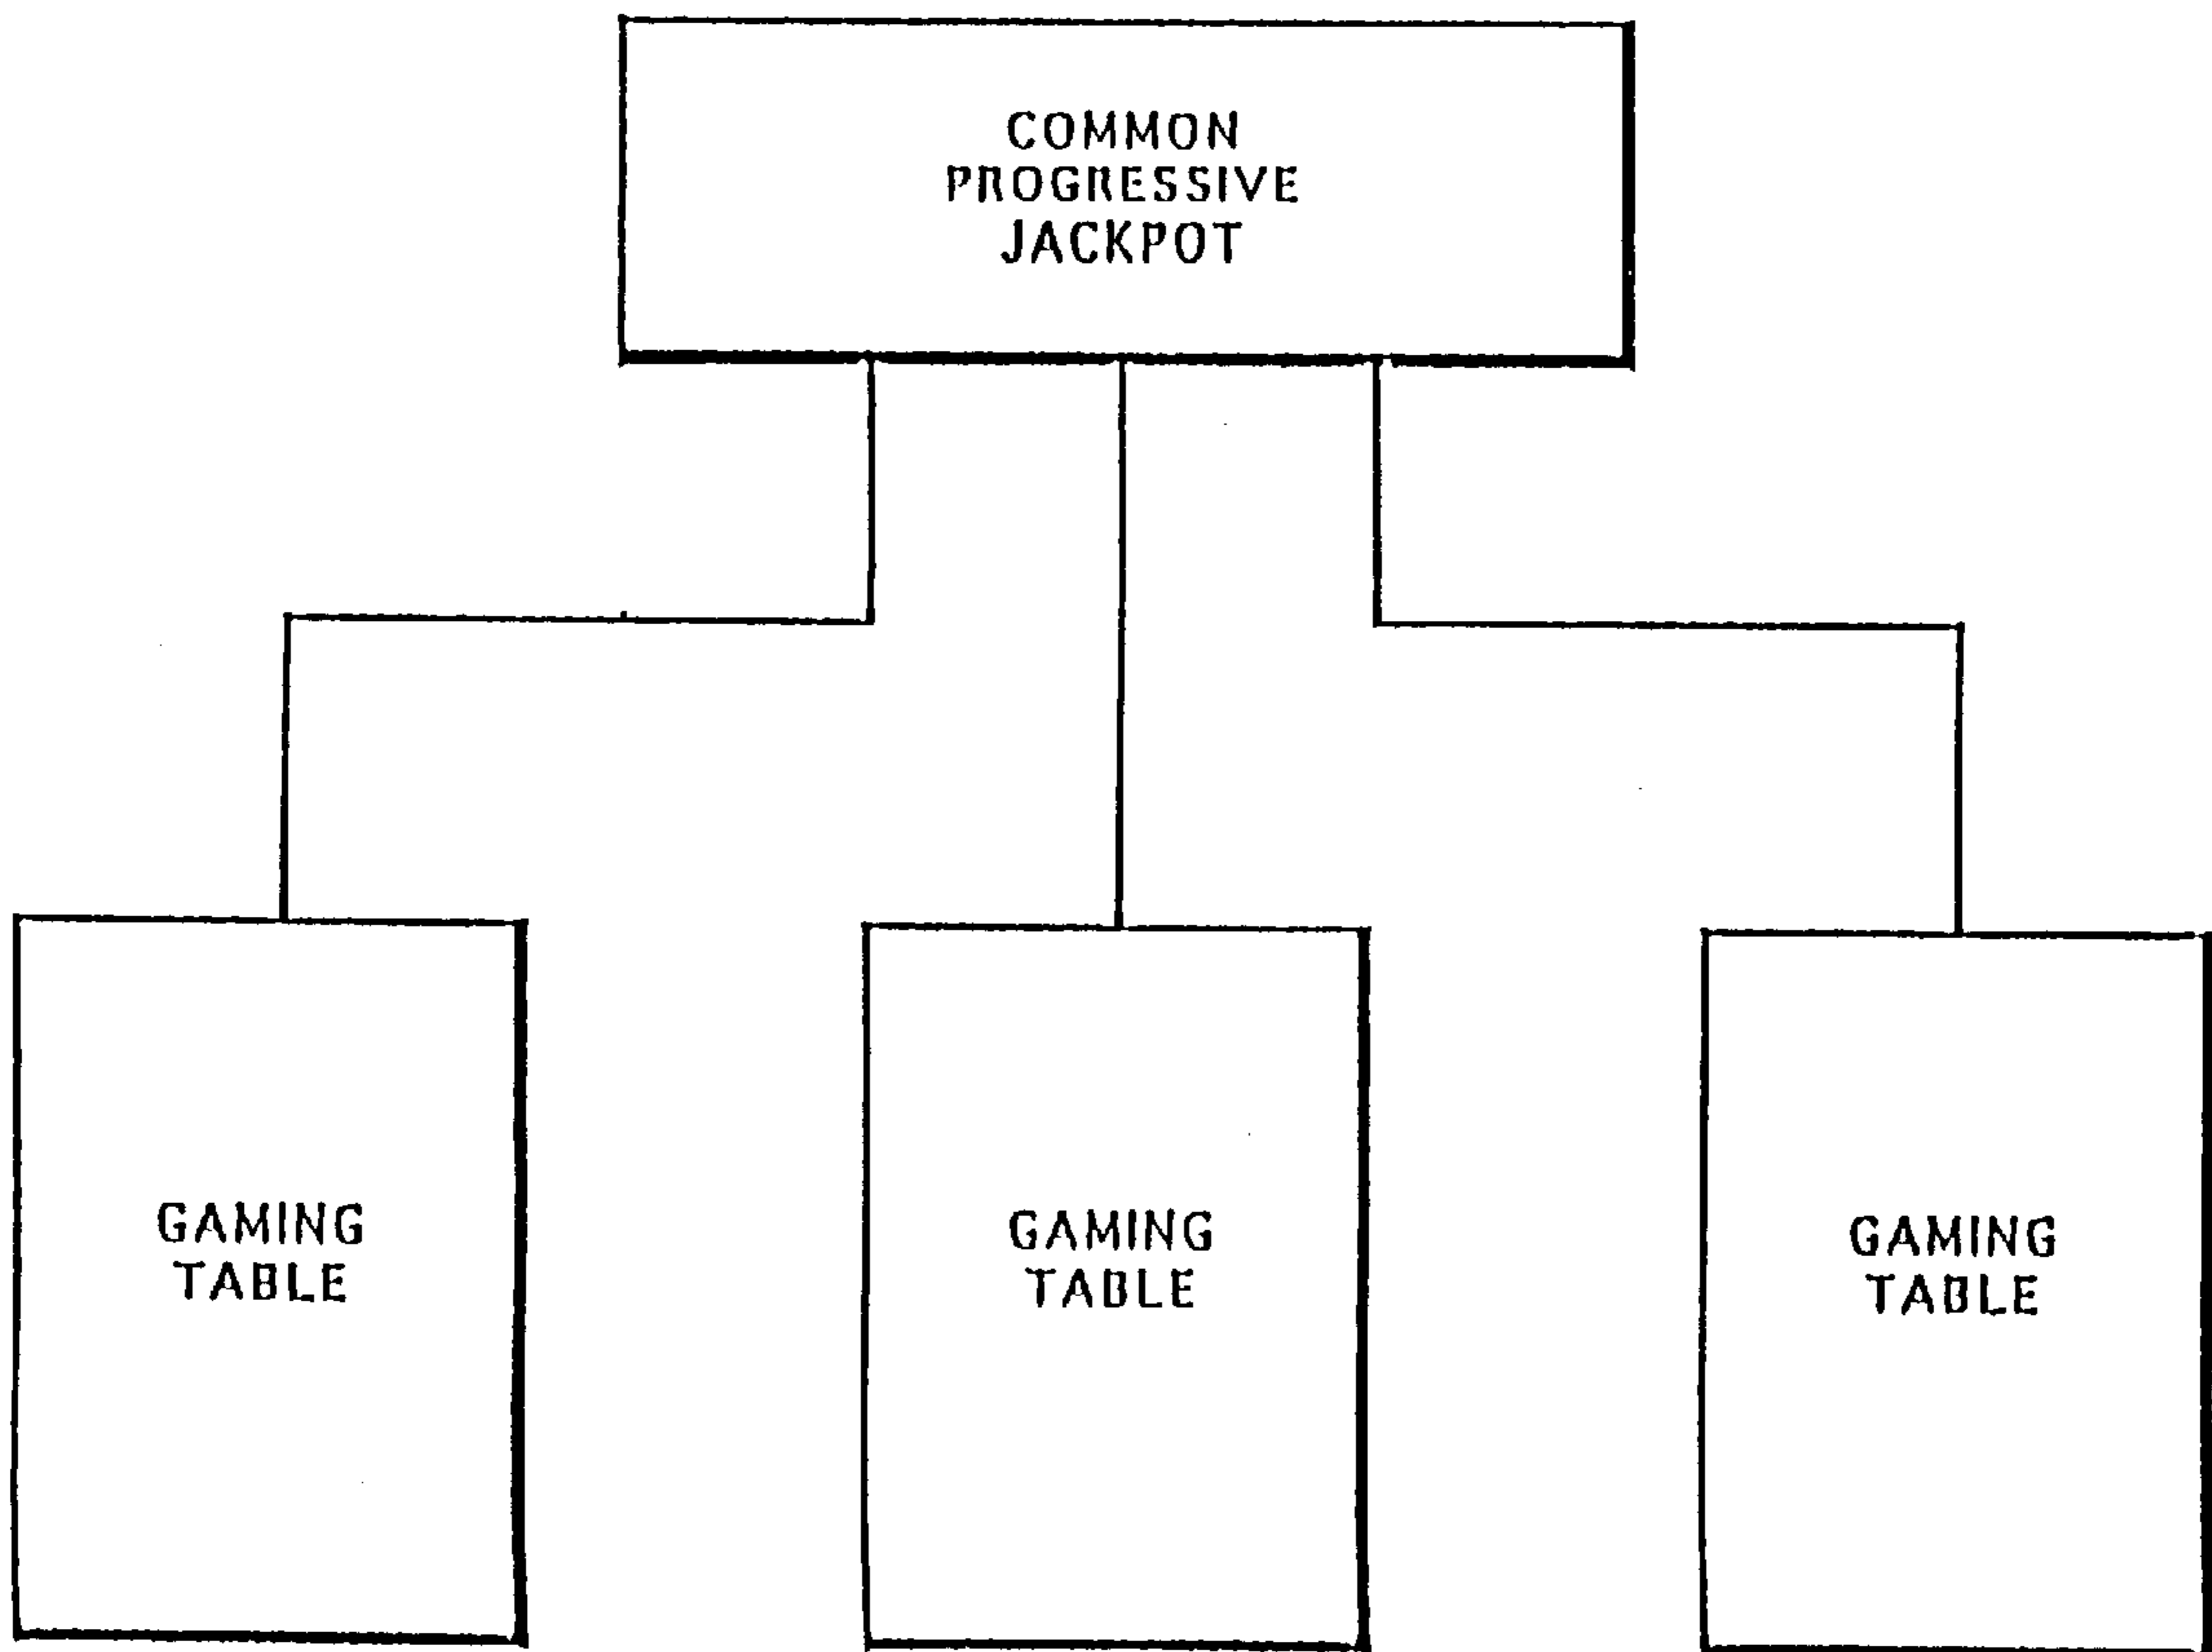 COMMON
PROGRESSIVE
JACKPOT
GAMING
TABLE
GAMING
TABLE
GAMING
TABLE